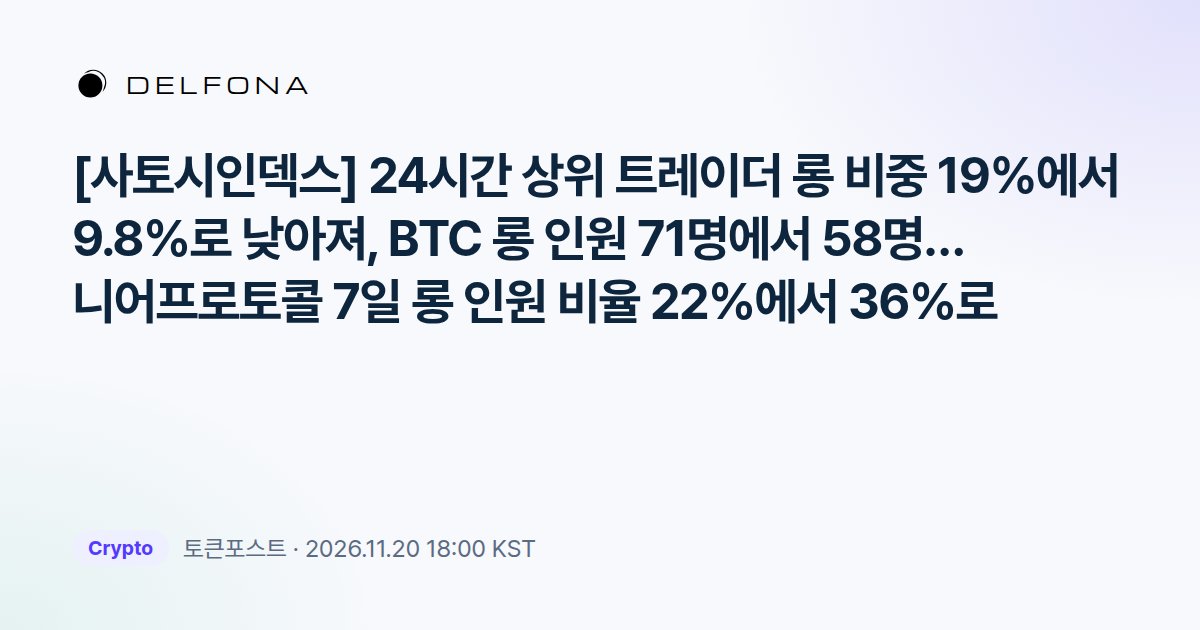 DELFONA
[사토시인덱스] 24시간 상위 트레이더 롱 비중 19%에서
9.8%로 낮아져, BTC 롱 인원 71명에서 58명...
니어프로토콜 7일 롱 인원 비율 22%에서 36%로
Crypto 토큰포스트 · 2026.11.20 18:00 KST